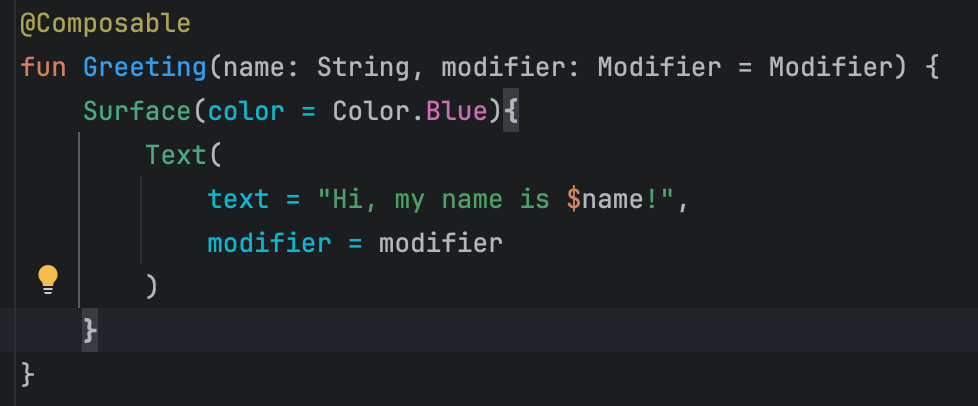 @Composable
fun Greeting(name: String, modifier: Modifier = Modifier) {
    Surface(color = Color.Blue){
        Text(
            text = "Hi, my name is $name!",
            modifier = modifier
        )
    }
}